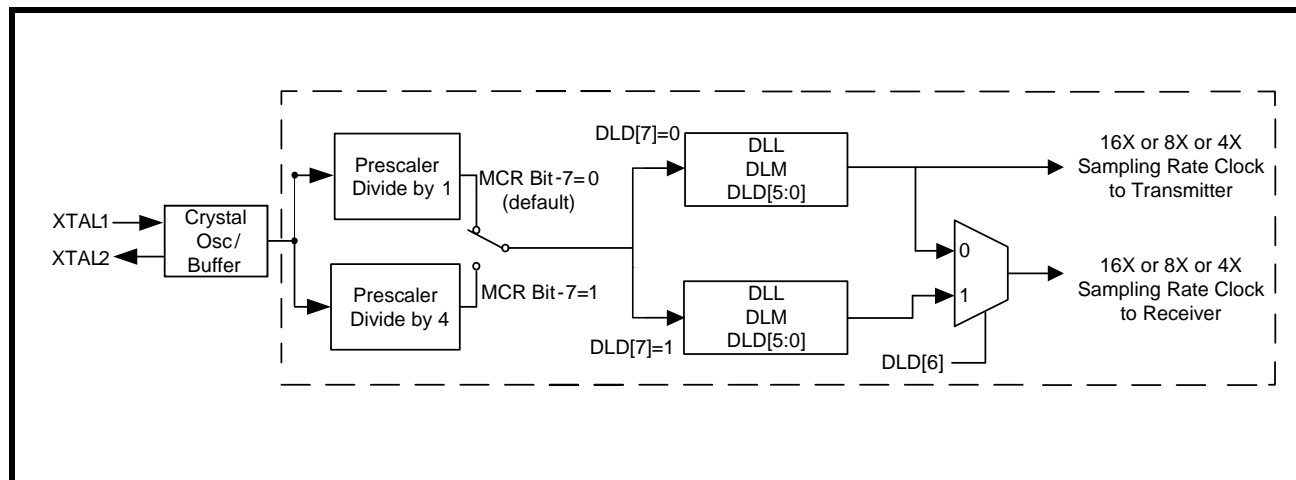 XTAL1
XTAL2
Crystal
Osc/
Buffer
Prescaler
Divide by 1
Prescaler
Divide by 4
MCR Bit-7=0
(default)
MCR Bit-7=1
DLD[7]=0
DLL
DLM
DLD[5:0]
DLD[7]=1
DLL
DLM
DLD[5:0]
0
1
DLD[6]
16X or 8X or 4X
Sampling Rate Clock
to Transmitter
16X or 8X or 4X
Sampling Rate Clock
to Receiver